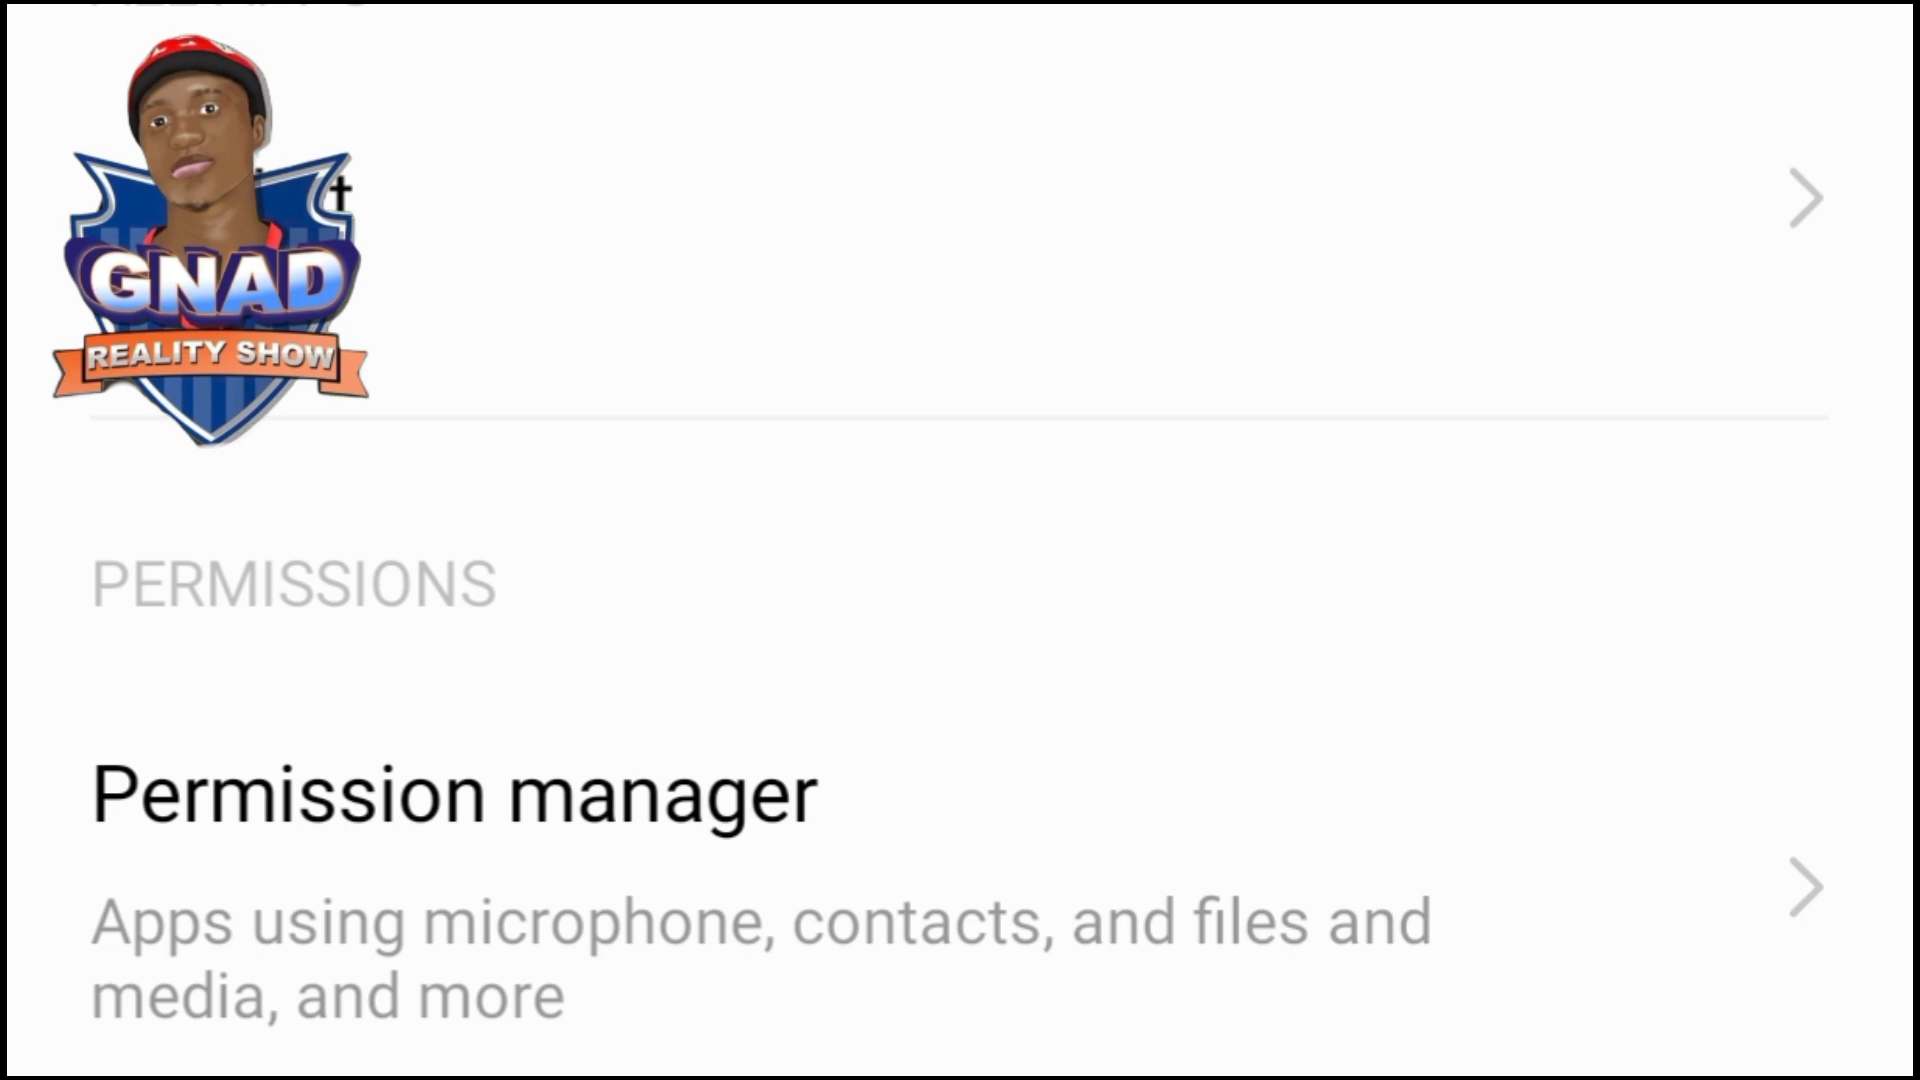 GNAD
REALITY SHOW
PERMISSIONS
Permission manager
Apps using microphone, contacts, and files and
media, and more